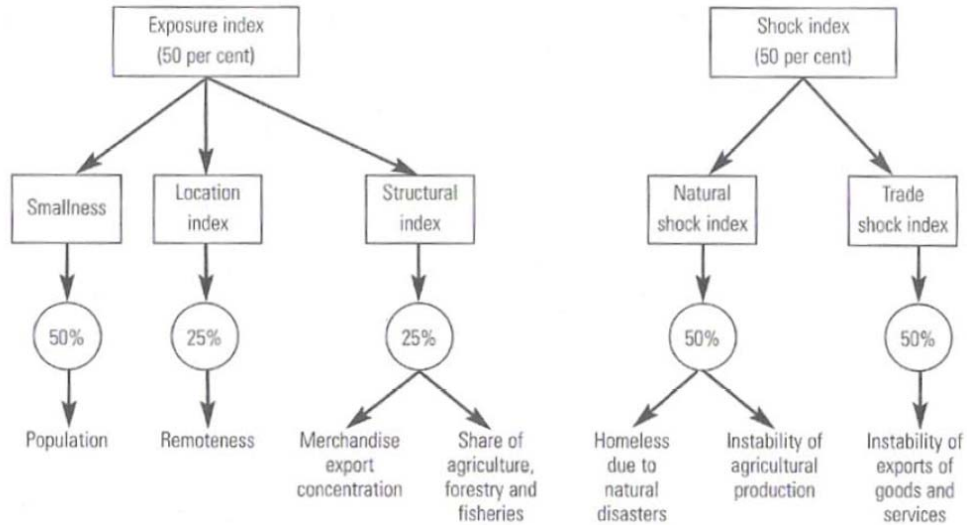 Exposure index
(50 per cent)
Shock index
(50 per cent)
Smallness
Location
index
Structural
index
Natural
shock index
Trade
shock index
50%
25%
25%
50%
50%
Population
Remoteness
Merchandise
export
concentration
Share of
agriculture,
forestry and
fisheries
Homeless
due to
natural
disasters
Instability of
agricultural
production
Instability of
exports of
goods and
services